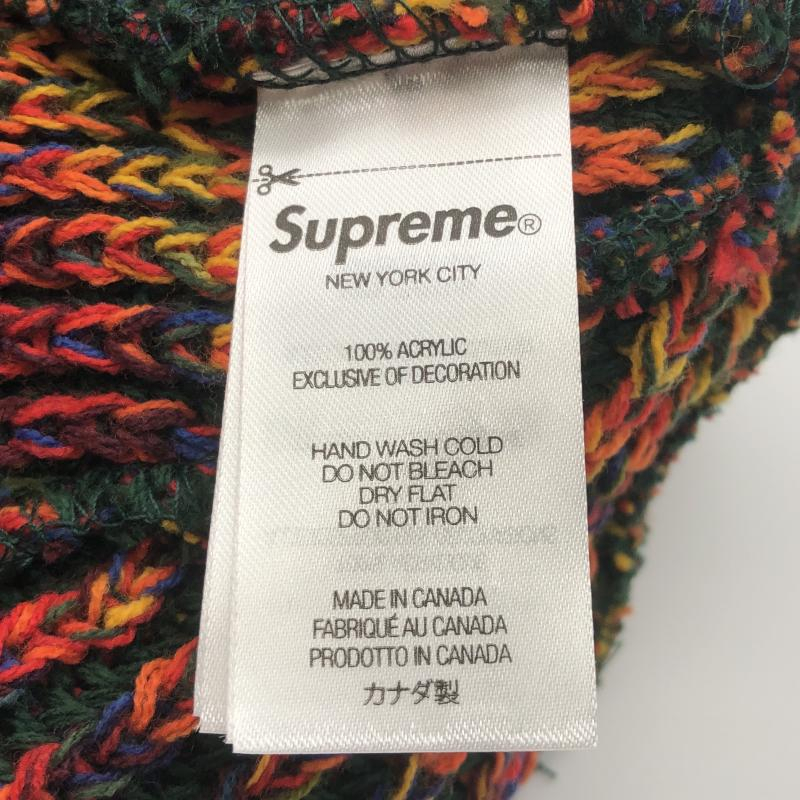 Supreme®
NEW YORK CITY
100% ACRYLIC
EXCLUSIVE OF DECORATION
HAND WASH COLD
DO NOT BLEACH
DRY FLAT
DO NOT IRON
MADE IN CANADA
FABRIQUÉ AU CANADA
PRODOTTO IN CANADA
カナダ製